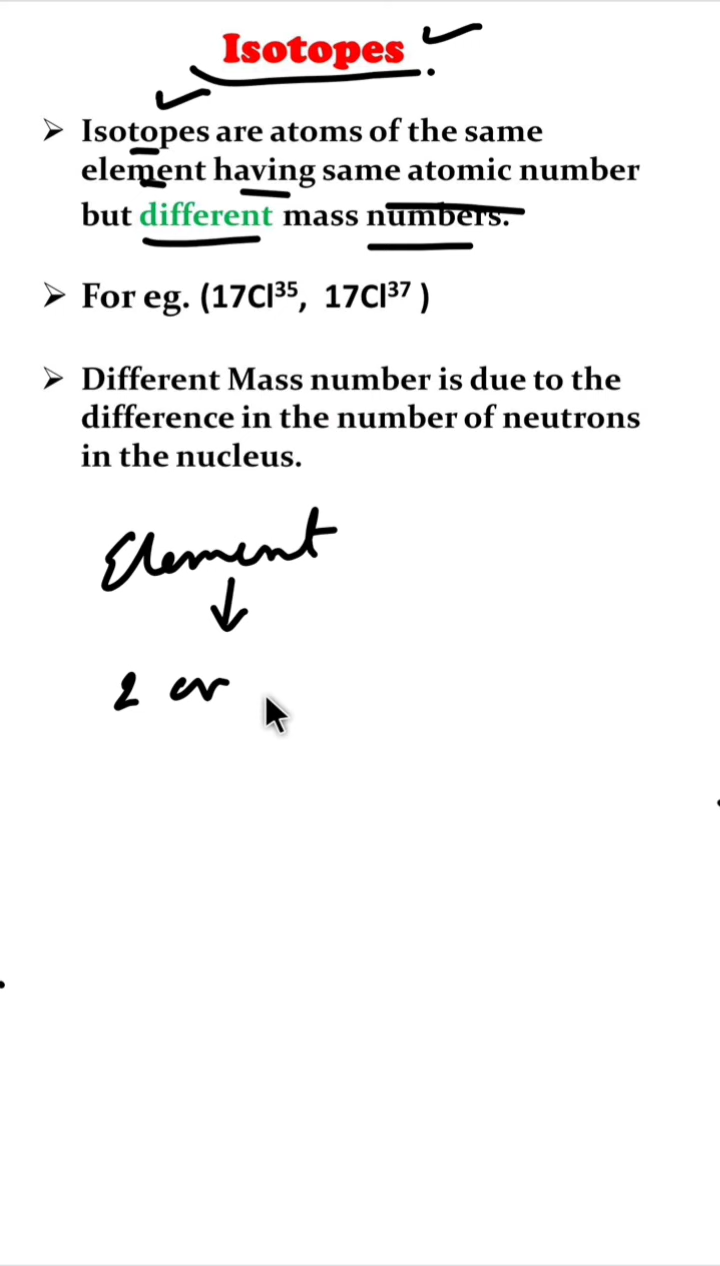 Isotopes
➢ Isotopes are atoms of the same
element having same atomic number
but different mass numbers.
➢ For eg. (17Cl³⁵, 17Cl³⁷ )
➢ Different Mass number is due to the
difference in the number of neutrons
in the nucleus.
Element
↓
2 or